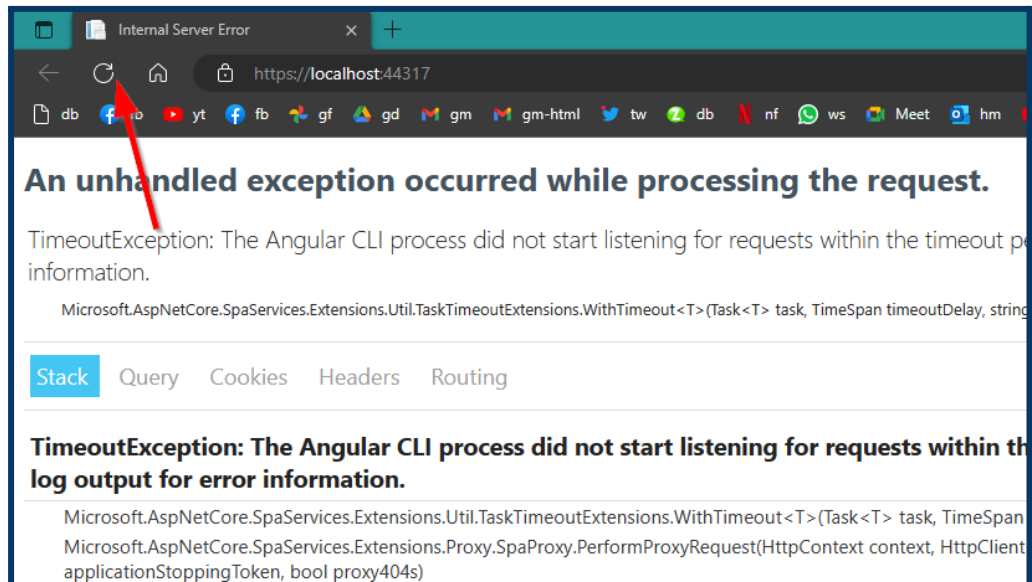 Internal Server Error
https://localhost:44317
db yt fb gf gd gm gm-html tw db nf ws Meet hm
An unhandled exception occurred while processing the request.
TimeoutException: The Angular CLI process did not start listening for requests within the timeout
information.
Microsoft.AspNetCore.SpaServices.Extensions.Util.TaskTimeoutExtensions.WithTimeout<T>(Task<T> task, TimeSpan timeoutDelay, string
Stack Query Cookies Headers Routing
TimeoutException: The Angular CLI process did not start listening for requests within
log output for error information.
Microsoft.AspNetCore.SpaServices.Extensions.Util.TaskTimeoutExtensions.WithTimeout<T>(Task<T> task, TimeSpan
Microsoft.AspNetCore.SpaServices.Extensions.Proxy.SpaProxy.PerformProxyRequest(HttpContext context, HttpClient
applicationStoppingToken, bool proxy404s)